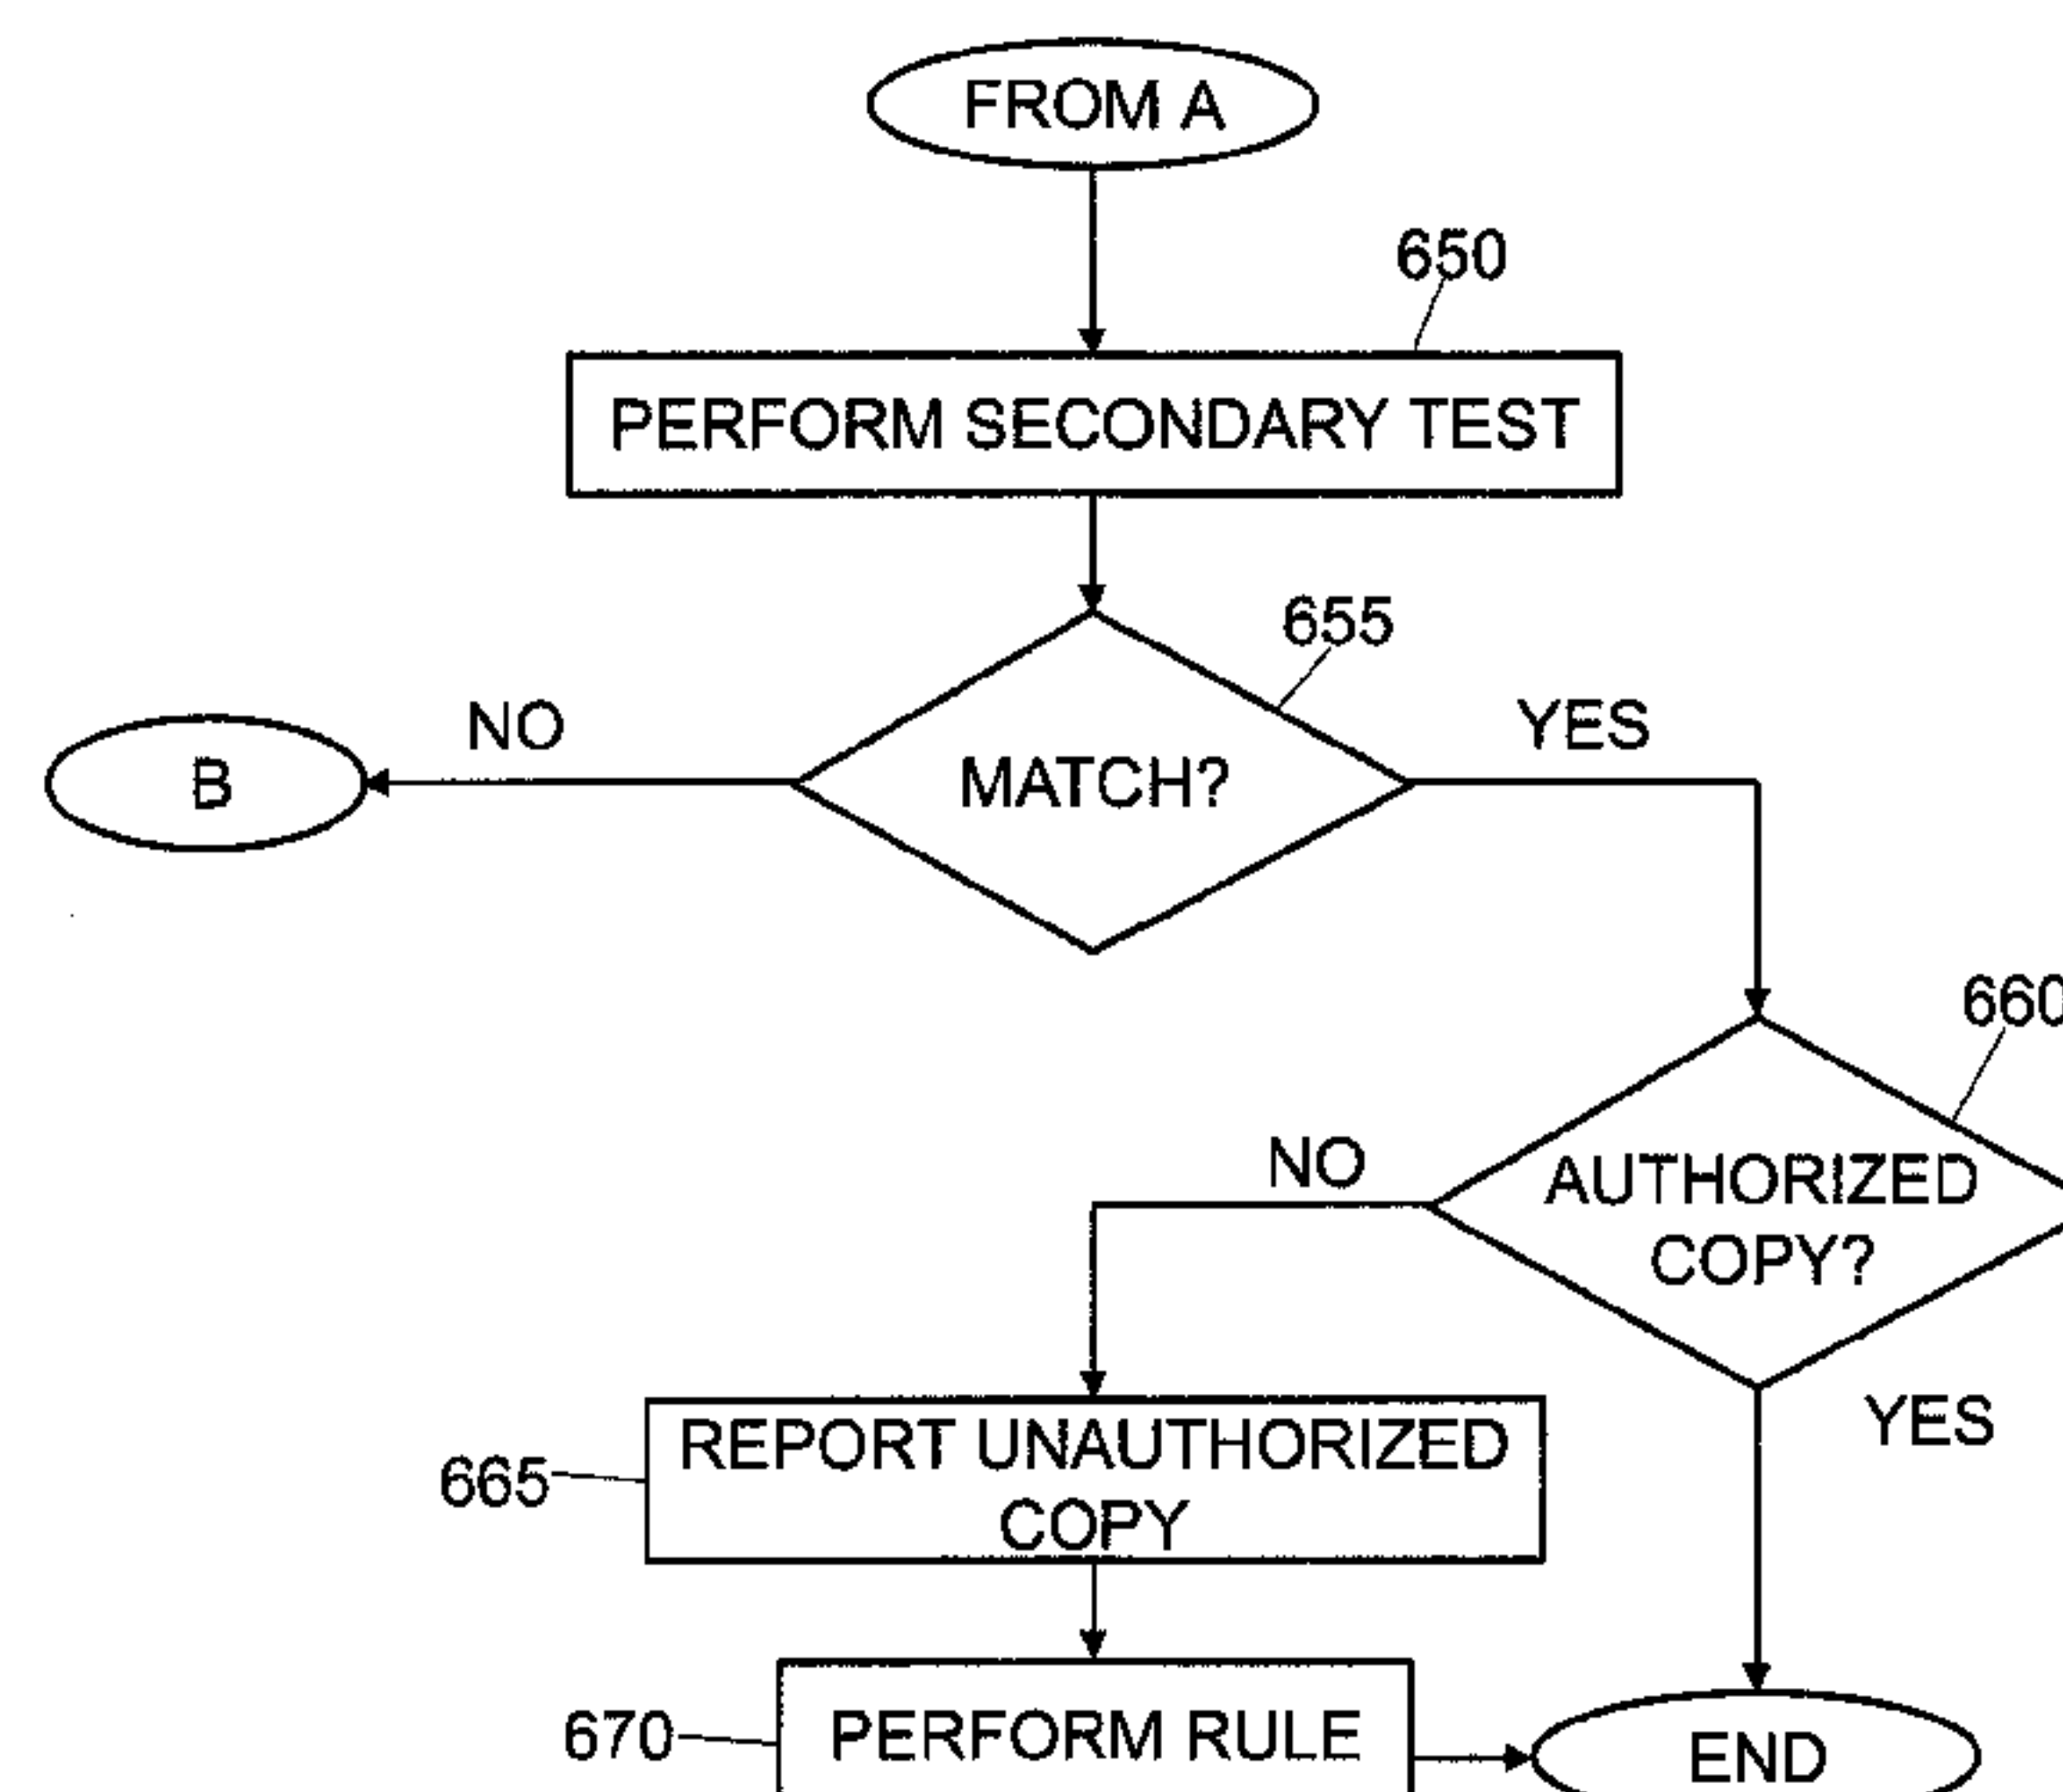 FROM A
650
PERFORM SECONDARY TEST
655
NO
YES
B
MATCH?
660
NO
AUTHORIZED
COPY?
REPORT UNAUTHORIZED
COPY
YES
665
670
PERFORM RULE
END